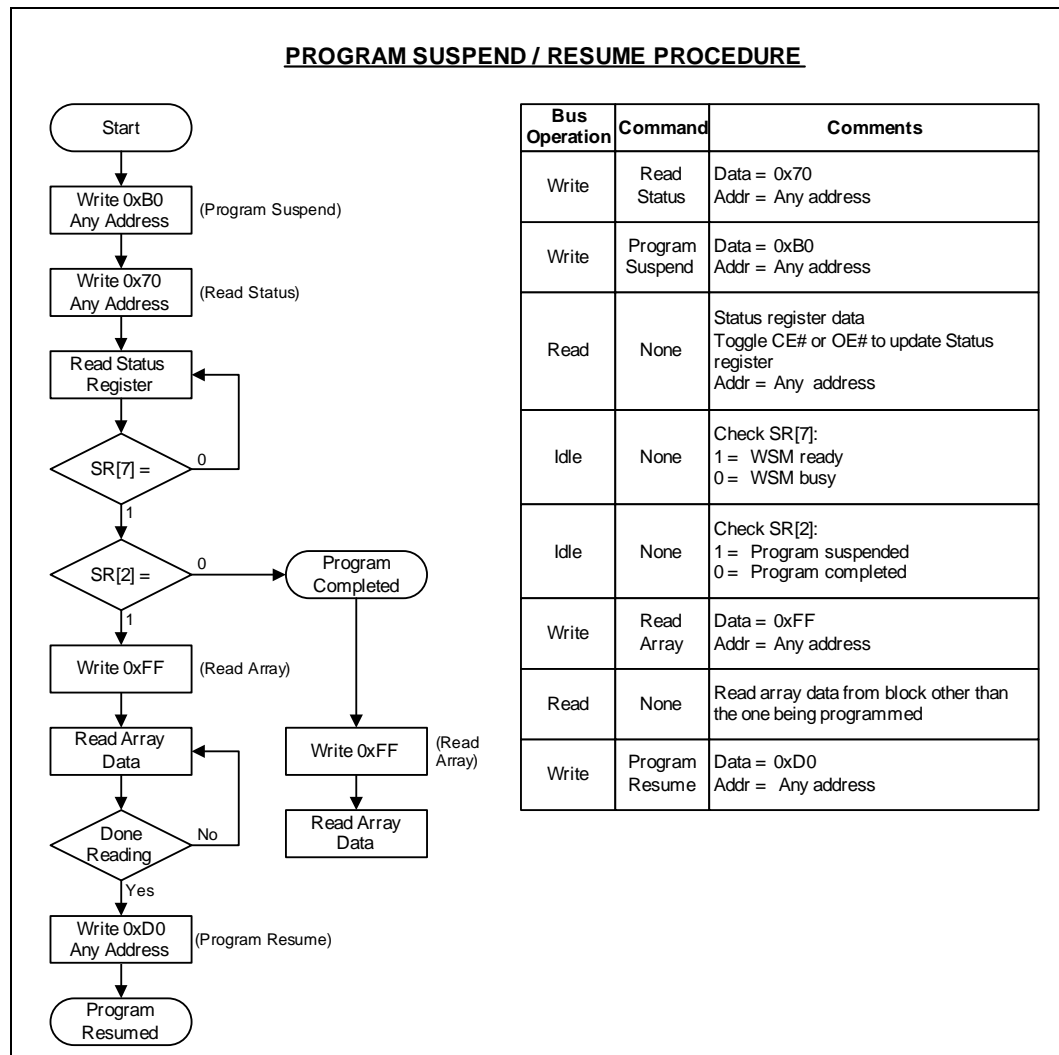 PROGRAM SUSPEND / RESUME PROCEDURE
Start
Write 0xB0
Any Address
(Program Suspend)
Write 0x70
Any Address
(Read Status)
Read Status
Register
SR[7] =
0
1
SR[2] =
0
1
Program
Completed
Write 0xFF
(Read Array)
Read Array
Data
Done
Reading
No
Yes
Write 0xFF
(Read
Array)
Read Array
Data
Write 0xD0
Any Address
(Program Resume)
Program
Resumed
Bus
Operation
Command
Comments
Write
Read
Status
Data = 0x70
Addr = Any address
Write
Program
Suspend
Data = 0xB0
Addr = Any address
Read
None
Status register data
Toggle CE# or OE# to update Status
register
Addr = Any address
Idle
None
Check SR[7]:
1 = WSM ready
0 = WSM busy
Idle
None
Check SR[2]:
1 = Program suspended
0 = Program completed
Write
Read
Array
Data = 0xFF
Addr = Any address
Read
None
Read array data from block other than
the one being programmed
Write
Program
Resume
Data = 0xD0
Addr = Any address